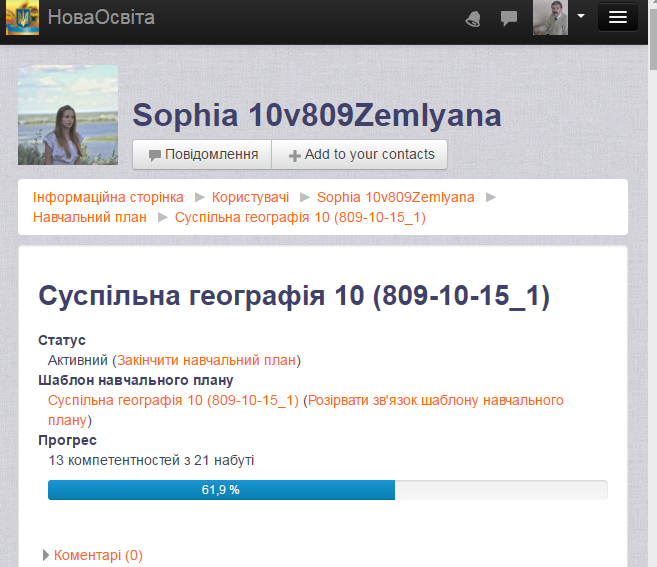 НоваОсвіта
Sophia 10v809Zemlyana
Повідомлення Add to your contacts
Інформаційна сторінка ► Користувачі ► Sophia 10v809Zemlyana ►
Навчальний план ► Суспільна географія 10 (809-10-15_1)
Суспільна географія 10 (809-10-15_1)
Статус
Активний (Закінчити навчальний план)
Шаблон навчального плану
Суспільна географія 10 (809-10-15_1) (Розірвати зв'язок шаблону навчального
плану)
Прогрес
13 компетентностей з 21 набуті
61,9 %
Коментарі (0)